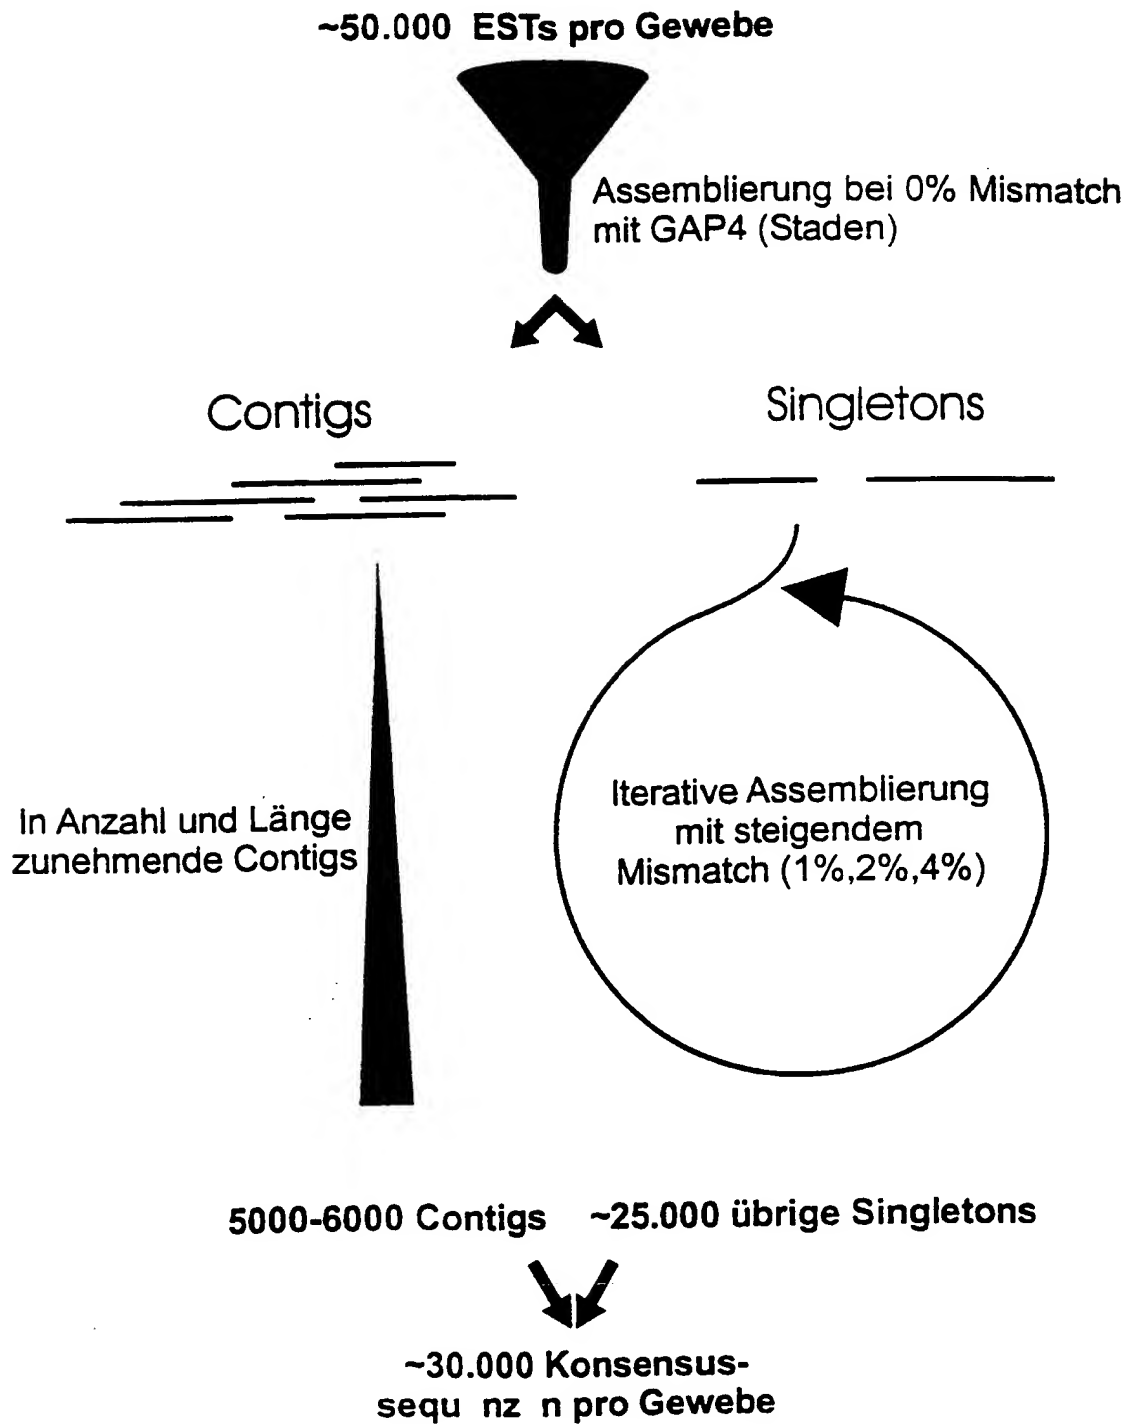 ~50.000 ESTs pro Gewebe
Assemblierung bei 0% Mismatch
mit GAP4 (Staden)
Contigs
Singletons
In Anzahl und Länge
zunehmende Contigs
Iterative Assemblierung
mit steigendem
Mismatch (1%,2%,4%)
5000-6000 Contigs
~25.000 übrige Singletons
~30.000 Konsensus-
sequ nz n pro Gewebe